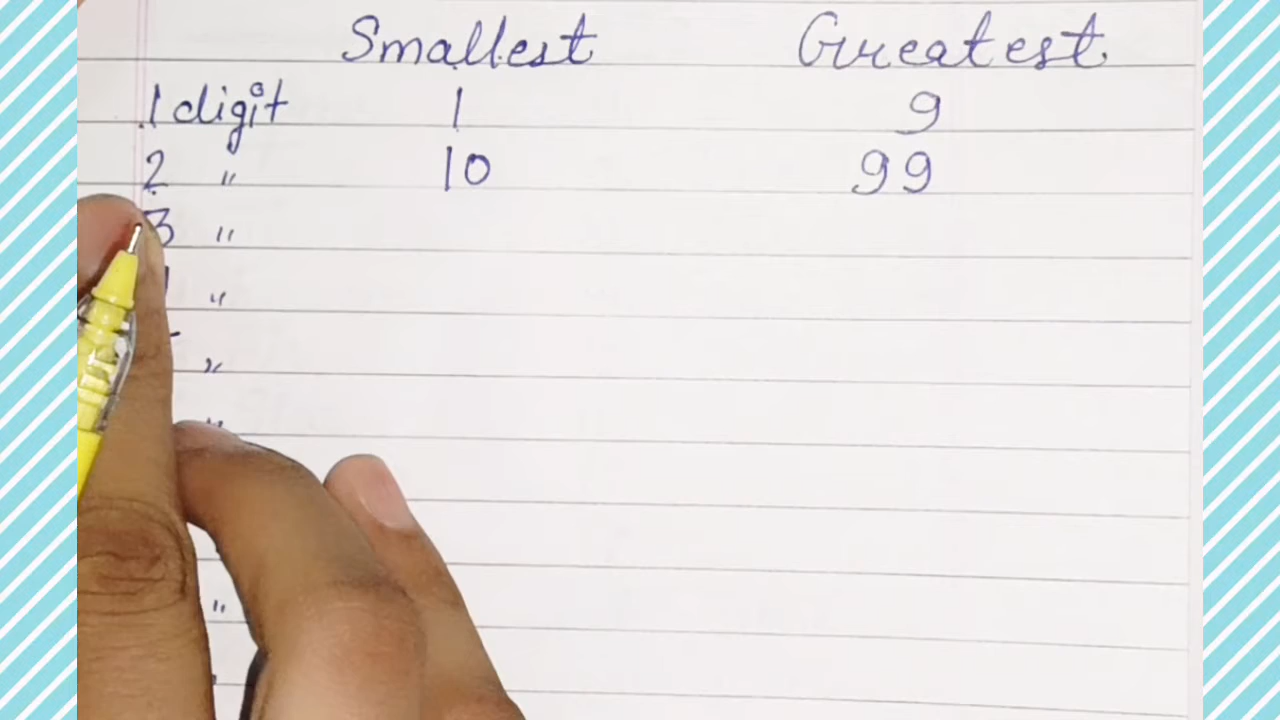 Smallest Greatest
1 digit 1 9
2 " 10 99
3 "
"
"
"
"